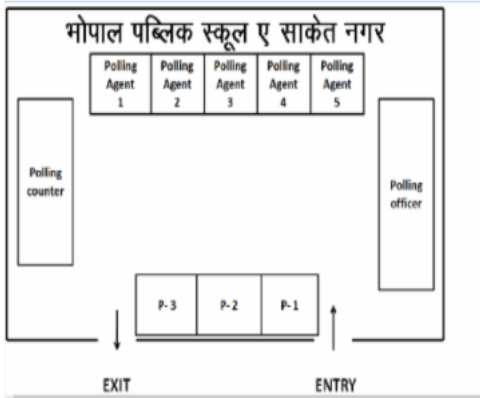 भोपाल पब्लिक स्कूल ए साकेत नगर
Polling Agent 1
Polling Agent 2
Polling Agent 3
Polling Agent 4
Polling Agent 5
Polling counter
Polling officer
P- 3
P- 2
P- 1
EXIT
ENTRY